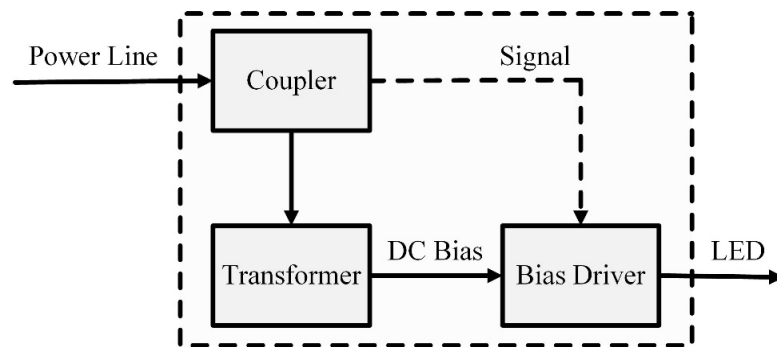 Power Line
Coupler
Signal
Transformer
DC Bias
Bias Driver
LED